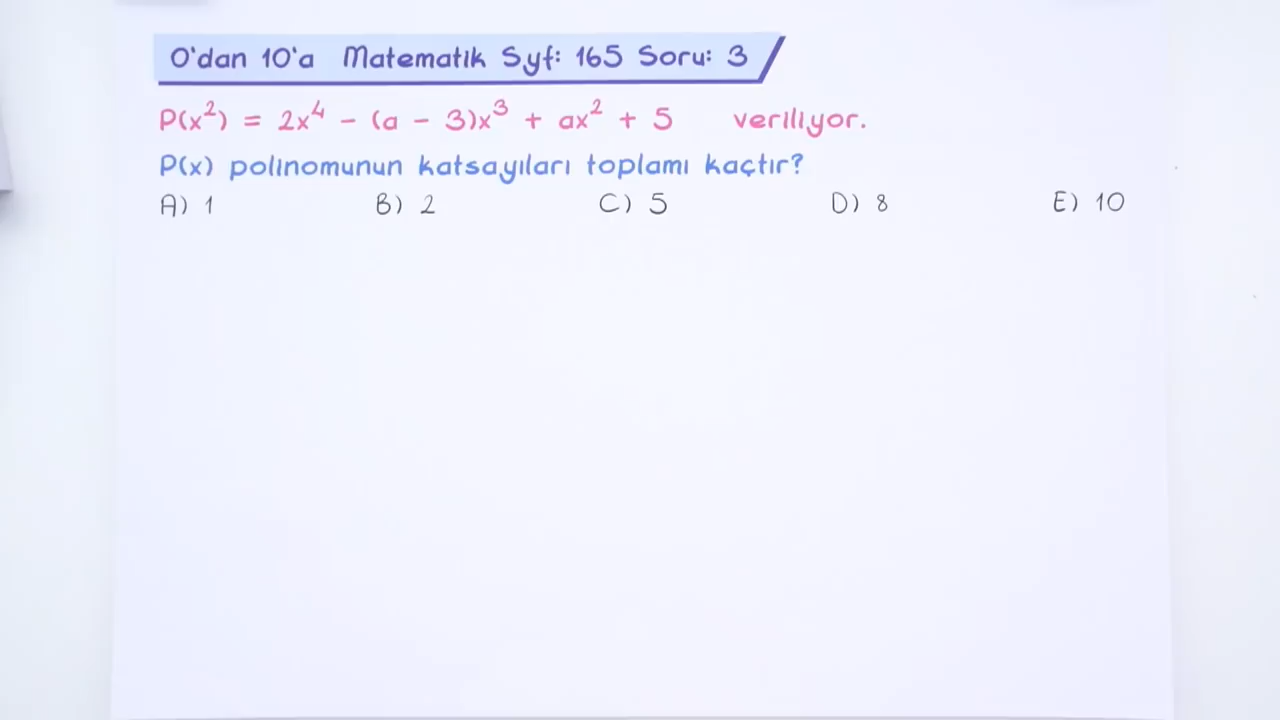 0'dan 10'a Matematik Syf: 165 Soru: 3
P(x²) = 2x⁴ - (a - 3)x³ + ax² + 5 veriliyor.
P(x) polinomunun katsayıları toplamı kaçtır?
A) 1 B) 2 C) 5 D) 8 E) 10